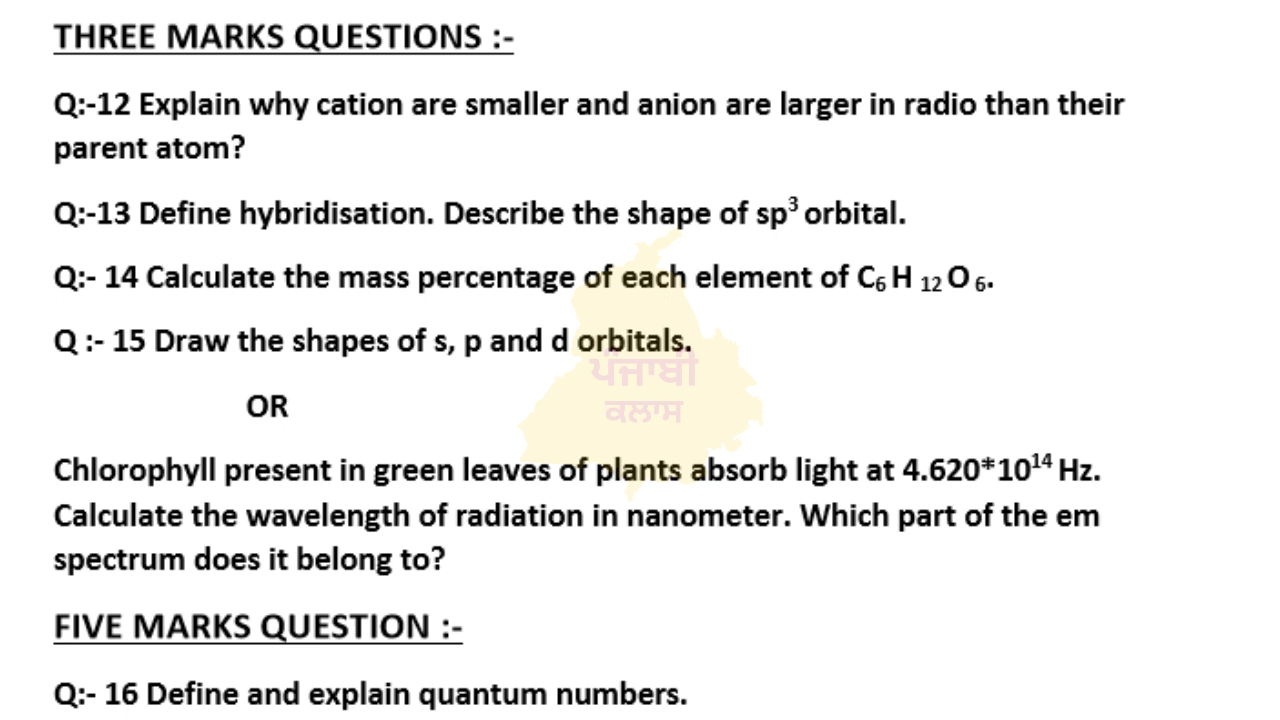 THREE MARKS QUESTIONS :-
Q:-12 Explain why cation are smaller and anion are larger in radio than their
parent atom?
Q:-13 Define hybridisation. Describe the shape of sp³ orbital.
Q:- 14 Calculate the mass percentage of each element of C₆ H ₁₂ O ₆.
Q :- 15 Draw the shapes of s, p and d orbitals.
ਪੰਜਾਬੀ
ਕਲਾਸ
OR
Chlorophyll present in green leaves of plants absorb light at 4.620*10¹⁴ Hz.
Calculate the wavelength of radiation in nanometer. Which part of the em
spectrum does it belong to?
FIVE MARKS QUESTION :-
Q:- 16 Define and explain quantum numbers.